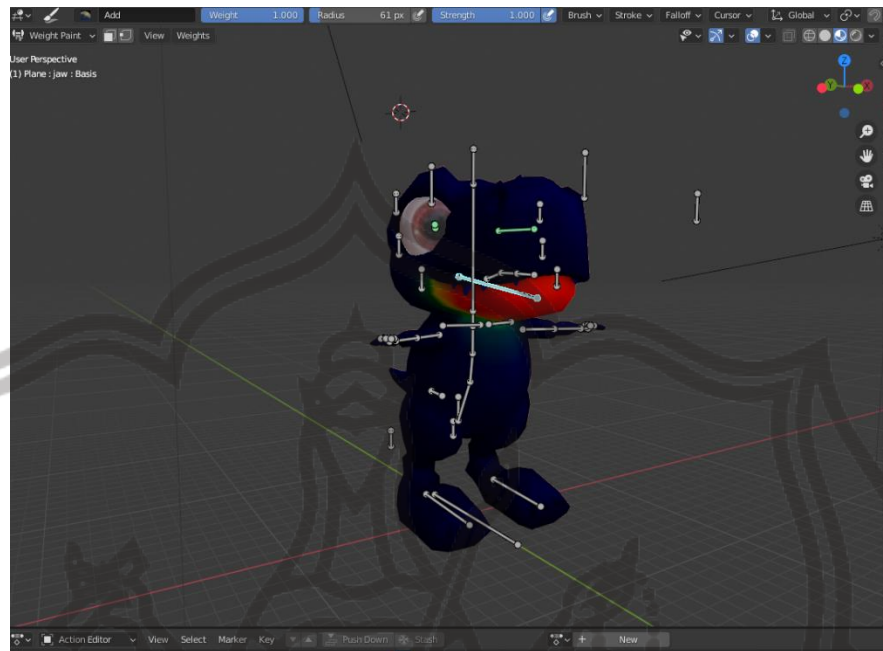 Add Weight 1.000 Radius 61 px Strength 1.000 Brush Stroke Falloff Cursor Global
Weight Paint View Weights
User Perspective
(1) Plane : jaw : Basis
Z
Y X
Action Editor View Select Marker Key Push Down Stash New